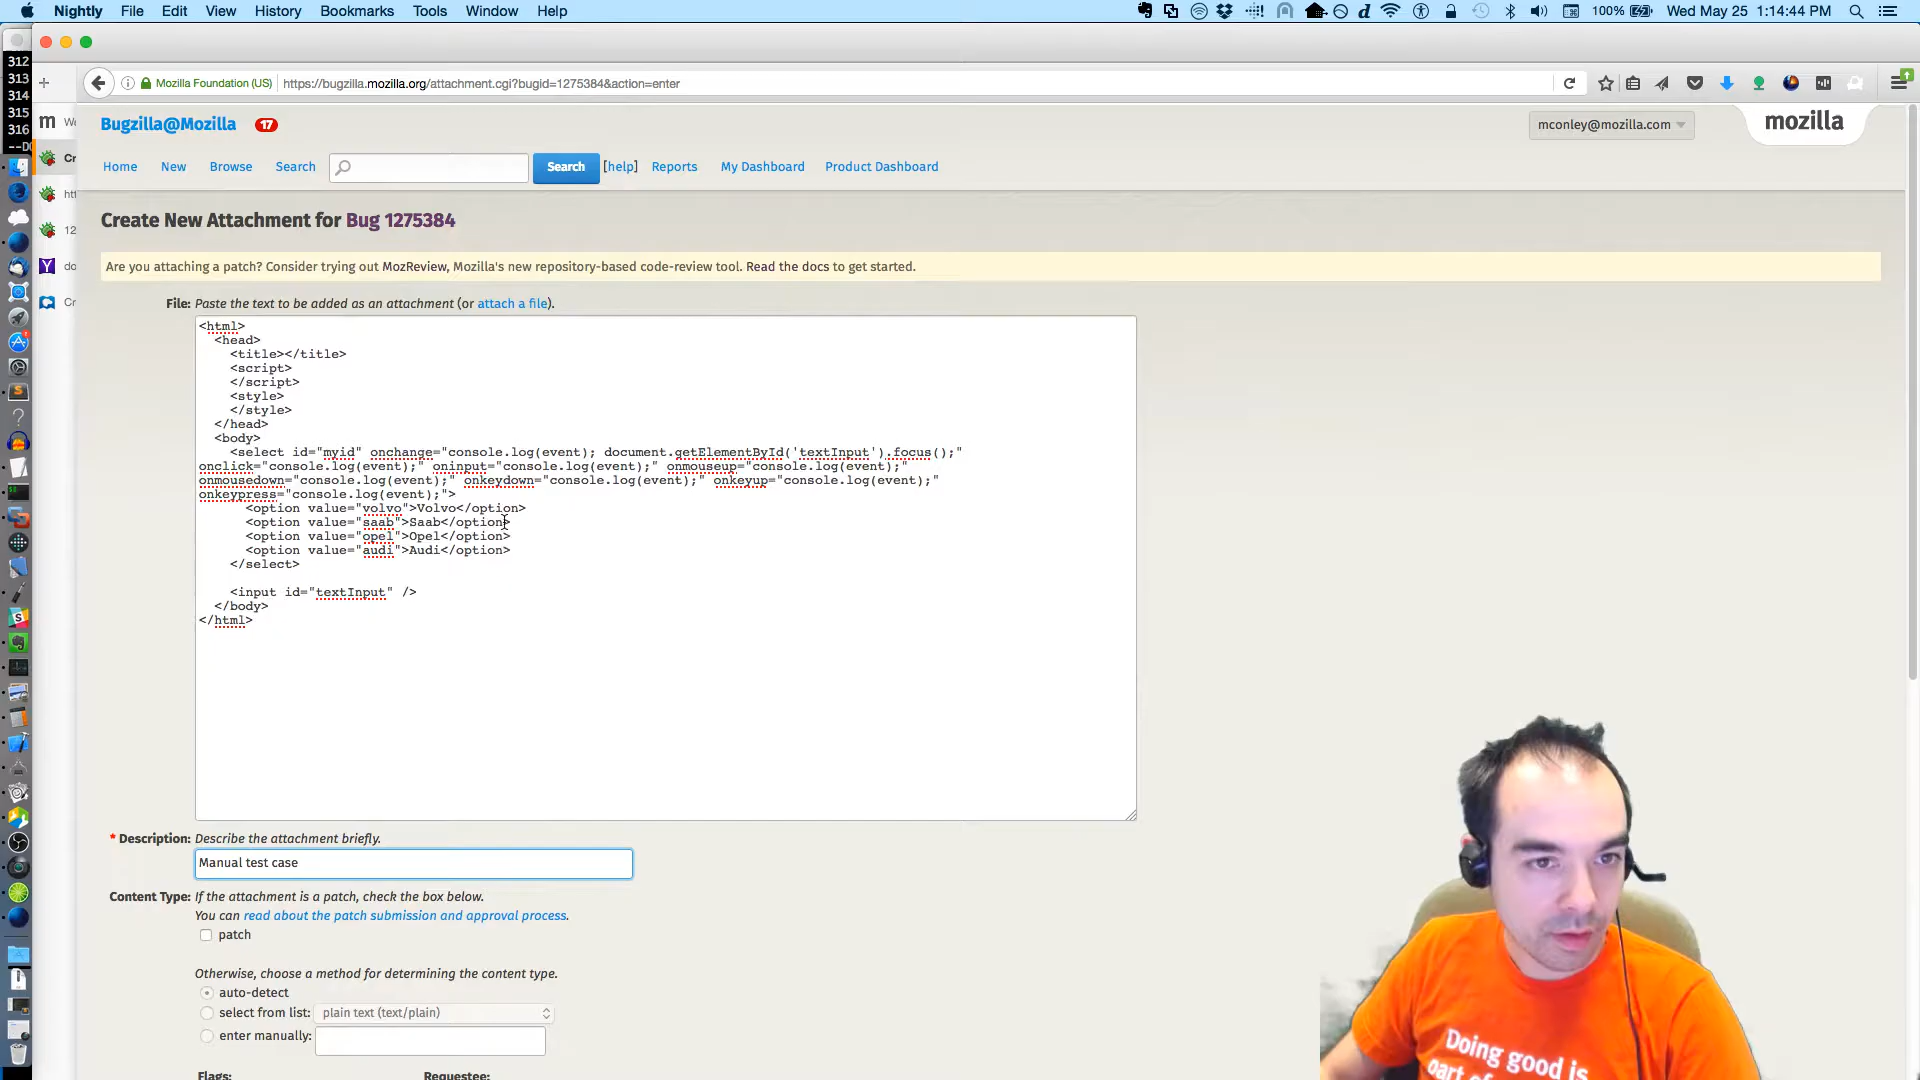 Nightly File Edit View History Bookmarks Tools Window Help 100% Wed May 25 1:14:44 PM
312
313
314
315
316
Mozilla Foundation (US) https://bugzilla.mozilla.org/attachment.cgi?bugid=1275384&action=enter
Bugzilla@Mozilla 17 mconley@mozilla.com mozilla
Home New Browse Search Search [help] Reports My Dashboard Product Dashboard
Create New Attachment for Bug 1275384
Are you attaching a patch? Consider trying out MozReview, Mozilla's new repository-based code-review tool. Read the docs to get started.
File: Paste the text to be added as an attachment (or attach a file).
<html>
<head>
<title></title>
<script>
</script>
<style>
</style>
</head>
<body>
<select id="myid" onchange="console.log(event); document.getElementById('textInput').focus();"
onclick="console.log(event);" oninput="console.log(event);" onmouseup="console.log(event);"
onmousedown="console.log(event);" onkeydown="console.log(event);" onkeyup="console.log(event);"
onkeypress="console.log(event);">
<option value="volvo">Volvo</option>
<option value="saab">Saab</option>
<option value="opel">Opel</option>
<option value="audi">Audi</option>
</select>
<input id="textInput" />
</body>
</html>
* Description: Describe the attachment briefly.
Manual test case
Content Type: If the attachment is a patch, check the box below.
You can read about the patch submission and approval process.
patch
Otherwise, choose a method for determining the content type.
auto-detect
select from list: plain text (text/plain)
enter manually:
Flags: Requestee:
Doing good is
part of